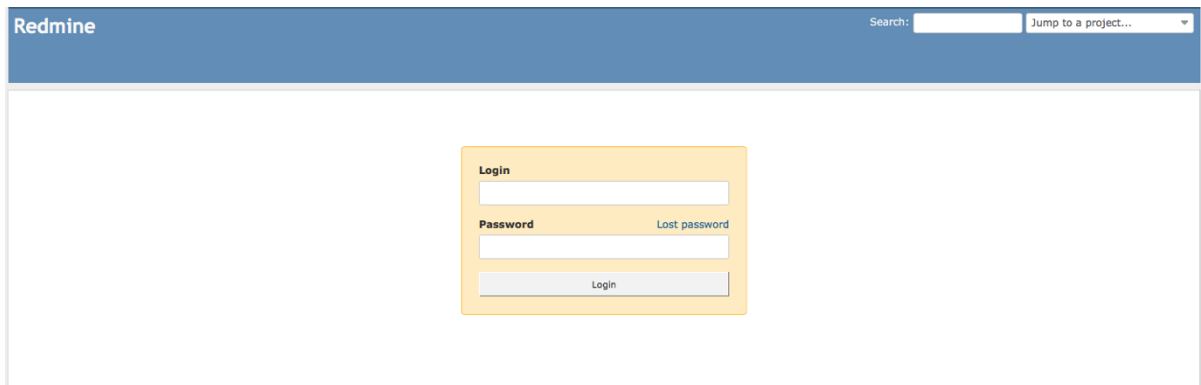 Redmine
Search:
Jump to a project...
Login
Password Lost password
Login